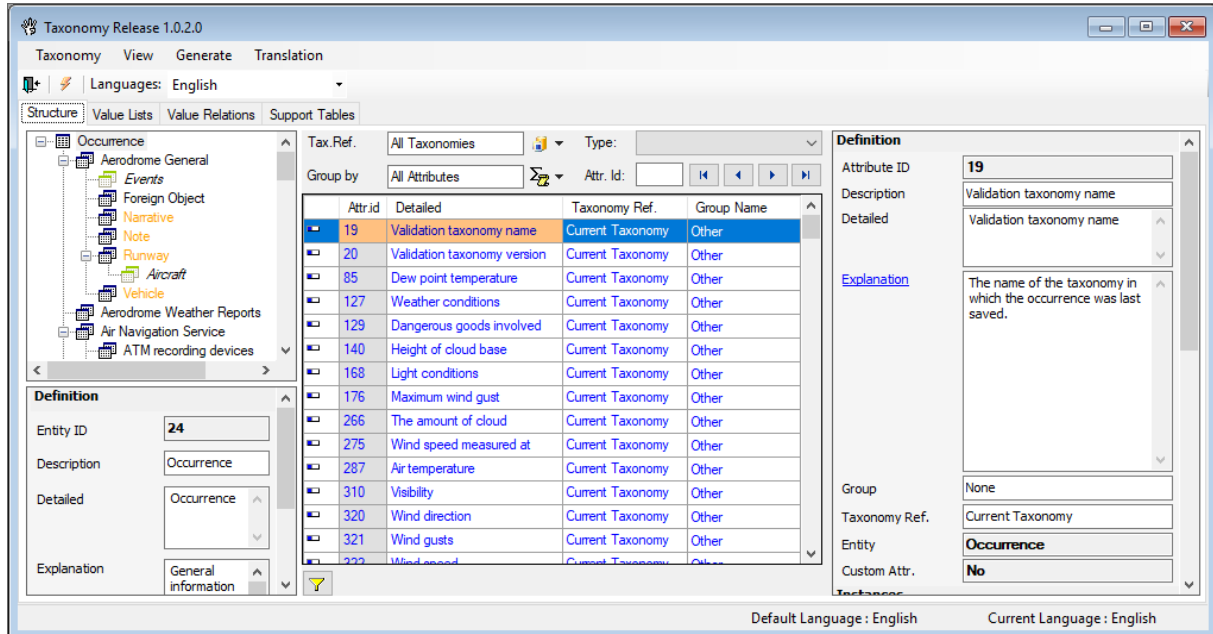 Taxonomy Release 1.0.2.0
Taxonomy View Generate Translation
Languages: English
Structure Value Lists Value Relations Support Tables
Occurrence
Aerodrome General
Events
Foreign Object
Narrative
Note
Runway
Aircraft
Vehicle
Aerodrome Weather Reports
Air Navigation Service
ATM recording devices
Definition
Entity ID 24
Description Occurrence
Detailed Occurrence
Explanation General
information
Tax.Ref. All Taxonomies Type:
Group by All Attributes Attr. Id:
Attr.id Detailed Taxonomy Ref. Group Name
19 Validation taxonomy name Current Taxonomy Other
20 Validation taxonomy version Current Taxonomy Other
85 Dew point temperature Current Taxonomy Other
127 Weather conditions Current Taxonomy Other
129 Dangerous goods involved Current Taxonomy Other
140 Height of cloud base Current Taxonomy Other
168 Light conditions Current Taxonomy Other
176 Maximum wind gust Current Taxonomy Other
266 The amount of cloud Current Taxonomy Other
275 Wind speed measured at Current Taxonomy Other
287 Air temperature Current Taxonomy Other
310 Visibility Current Taxonomy Other
320 Wind direction Current Taxonomy Other
321 Wind gusts Current Taxonomy Other
322 Wind speed Current Taxonomy Other
Definition
Attribute ID 19
Description Validation taxonomy name
Detailed Validation taxonomy name
Explanation The name of the taxonomy in
which the occurrence was last
saved.
Group None
Taxonomy Ref. Current Taxonomy
Entity Occurrence
Custom Attr. No
Instances
Default Language : English Current Language : English